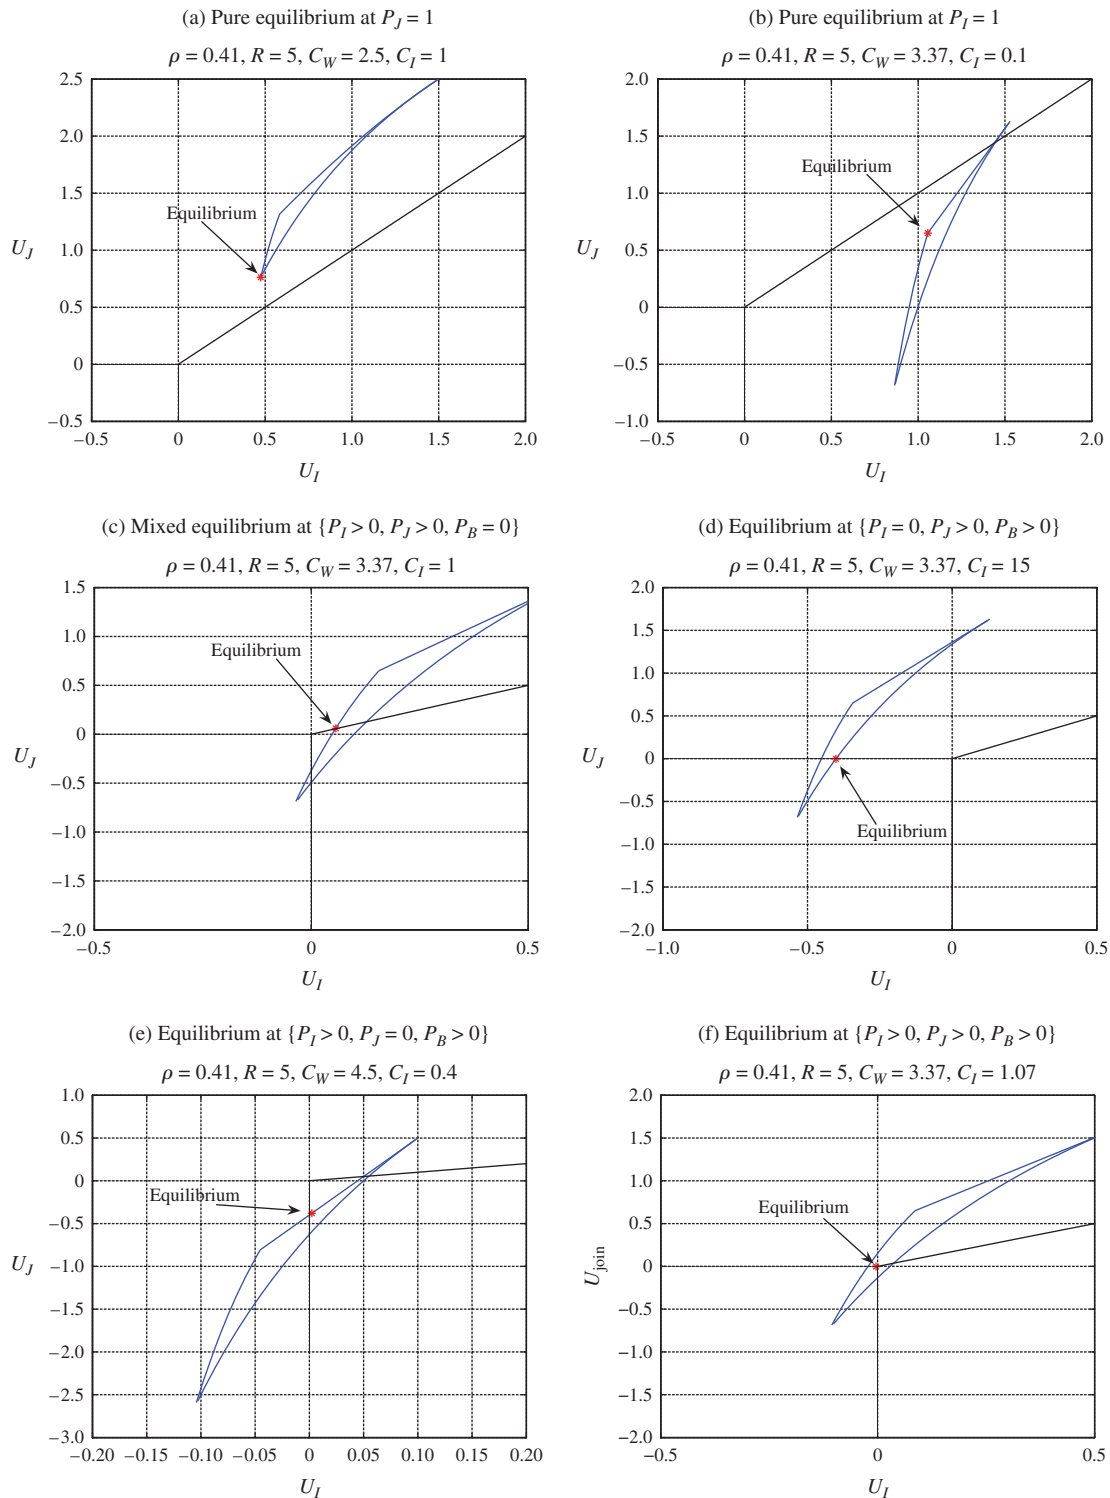 (a) Pure equilibrium at P_J = 1
ρ = 0.41, R = 5, C_W = 2.5, C_I = 1
2.5
2.0
1.5
1.0
0.5
0
−0.5
U_J
Equilibrium
−0.5 0 0.5 1.0 1.5 2.0
U_I
(b) Pure equilibrium at P_I = 1
ρ = 0.41, R = 5, C_W = 3.37, C_I = 0.1
2.0
1.5
1.0
0.5
0
−0.5
−1.0
U_J
Equilibrium
−0.5 0 0.5 1.0 1.5 2.0
U_I
(c) Mixed equilibrium at {P_I > 0, P_J > 0, P_B = 0}
ρ = 0.41, R = 5, C_W = 3.37, C_I = 1
1.5
1.0
0.5
0
−0.5
−1.0
−1.5
−2.0
U_J
Equilibrium
−0.5 0 0.5
U_I
(d) Equilibrium at {P_I = 0, P_J > 0, P_B > 0}
ρ = 0.41, R = 5, C_W = 3.37, C_I = 15
2.0
1.5
1.0
0.5
0
−0.5
−1.0
−1.5
2.0
U_J
Equilibrium
−1.0 −0.5 0 0.5
U_I
(e) Equilibrium at {P_I > 0, P_J = 0, P_B > 0}
ρ = 0.41, R = 5, C_W = 4.5, C_I = 0.4
1.0
0.5
0
−0.5
−1.0
−1.5
−2.0
−2.5
−3.0
U_J
Equilibrium
−0.20 −0.15 −0.10 −0.05 0 0.05 0.10 0.15 0.20
U_I
(f) Equilibrium at {P_I > 0, P_J > 0, P_B > 0}
ρ = 0.41, R = 5, C_W = 3.37, C_I = 1.07
2.0
1.5
1.0
0.5
0
−0.5
−1.0
−1.5
2.0
U_join
Equilibrium
−0.5 0 0.5
U_I